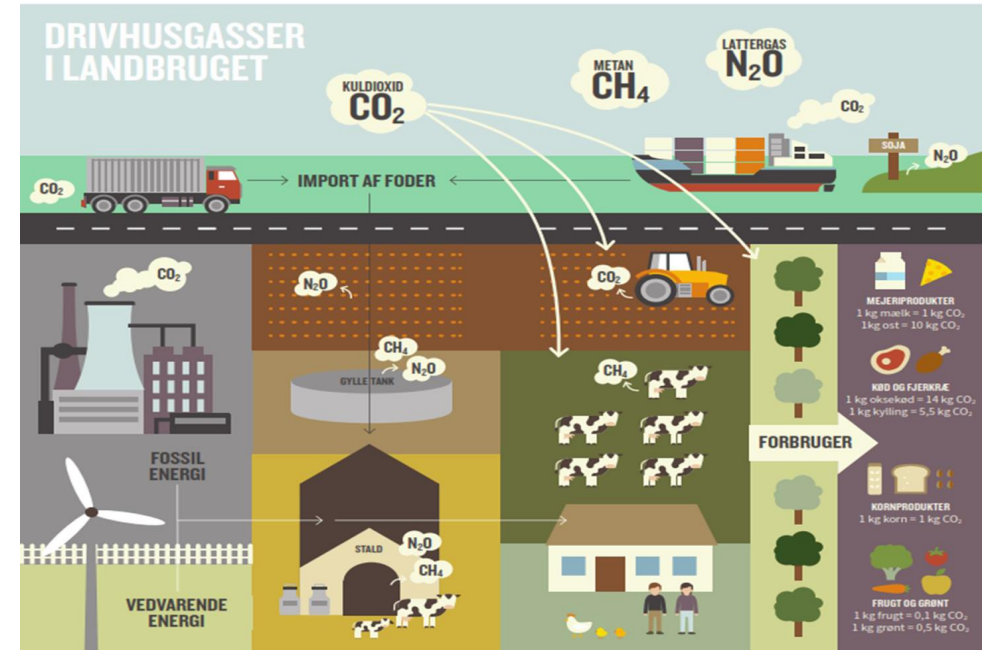 DRIVHUSGASSER
I LANDBRUGET
KULDIOXID
CO₂
METAN
CH₄
LATTERGAS
N₂O
CO₂
SOJA
N₂O
CO₂
IMPORT AF FODER
CO₂
N₂O
CO₂
CH₄
N₂O
GYLLETANK
CH₄
FOSSIL
ENERGI
STALD
N₂O
CH₄
VEDVARENDE
ENERGI
FORBRUGER
MEJERIPRODUKTER
1 kg mælk = 1 kg CO₂
1kg ost = 10 kg CO₂
KØD OG FJERKRÆ
1 kg oksekød = 14 kg CO₂
1 kg kylling = 5,5 kg CO₂
KORNPRODUKTER
1 kg korn = 1 kg CO₂
FRUGT OG GRØNT
1 kg frugt = 0,1 kg CO₂
1 kg grønt = 0,5 kg CO₂